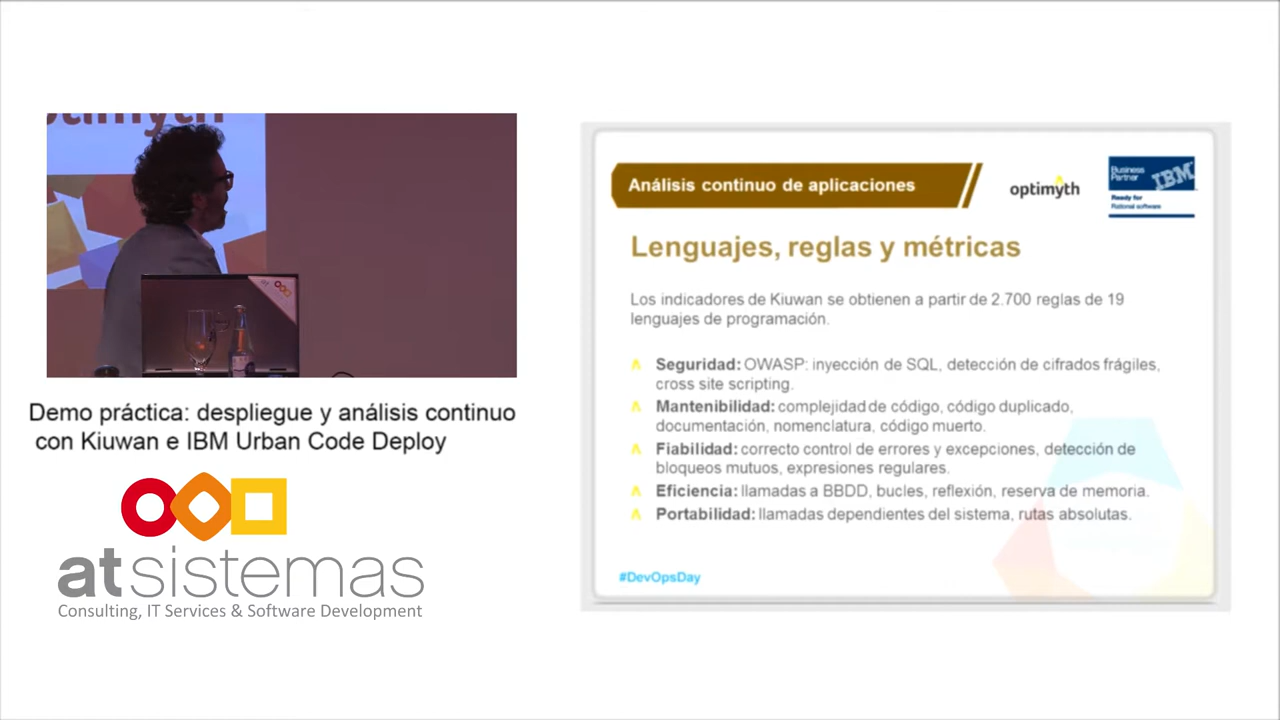 Demo práctica: despliegue y análisis continuo
con Kiuwan e IBM Urban Code Deploy
atsistemas
Consulting, IT Services & Software Development
Análisis continuo de aplicaciones
optimyth
Business
Partner
IBM
Ready for
Rational software
Lenguajes, reglas y métricas
Los indicadores de Kiuwan se obtienen a partir de 2.700 reglas de 19
lenguajes de programación.
Seguridad: OWASP: inyección de SQL, detección de cifrados frágiles,
cross site scripting.
Mantenibilidad: complejidad de código, código duplicado,
documentación, nomenclatura, código muerto.
Fiabilidad: correcto control de errores y excepciones, detección de
bloqueos mutuos, expresiones regulares.
Eficiencia: llamadas a BBDD, bucles, reflexión, reserva de memoria.
Portabilidad: llamadas dependientes del sistema, rutas absolutas.
#DevOpsDay